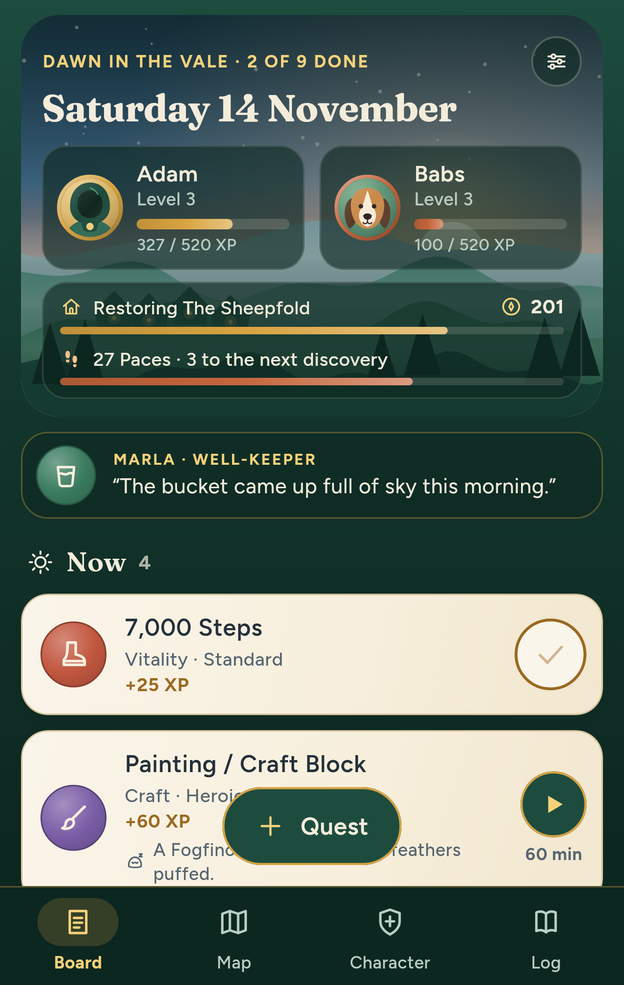 DAWN IN THE VALE · 2 OF 9 DONE
Saturday 14 November
Adam
Level 3
327 / 520 XP
Babs
Level 3
100 / 520 XP
Restoring The Sheepfold
201
27 Paces · 3 to the next discovery
MARLA · WELL-KEEPER
“The bucket came up full of sky this morning.”
Now 4
7,000 Steps
Vitality · Standard
+25 XP
Painting / Craft Block
Craft ·
+60 XP
+ Quest
A
feathers
puffed.
60 min
Board
Map
Character
Log